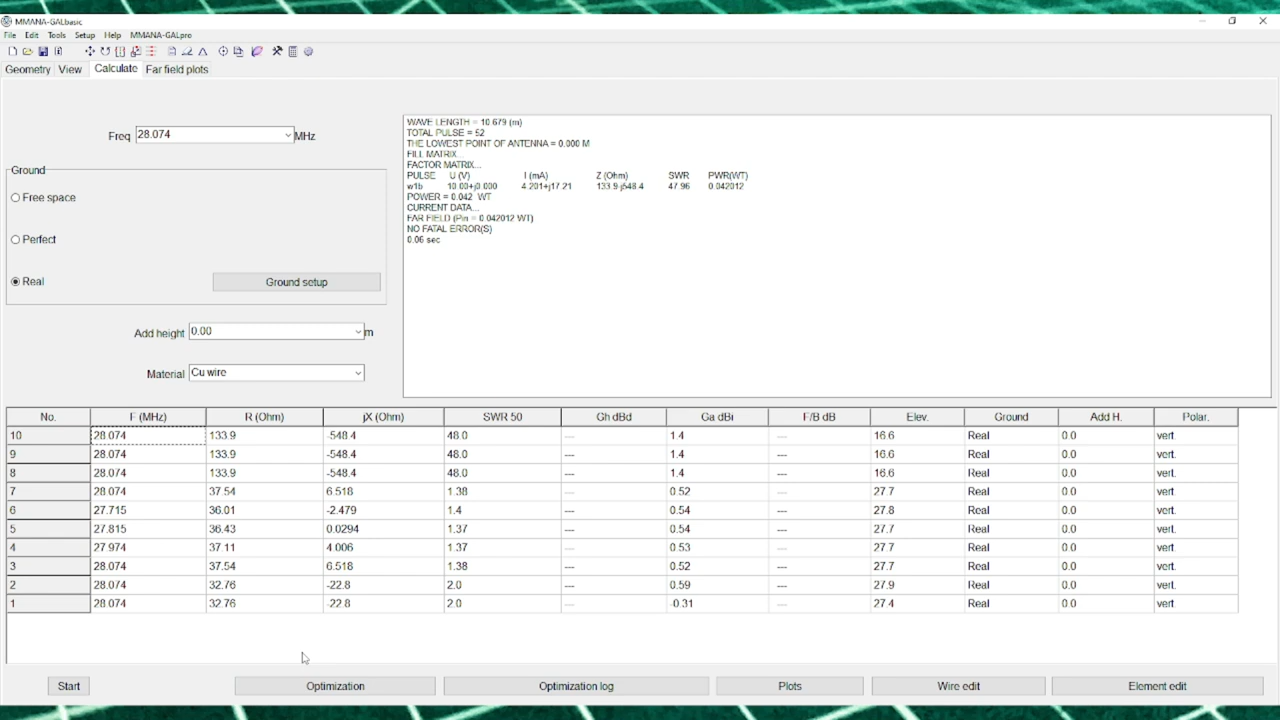 MMANA-GALbasic
File Edit Tools Setup Help MMANA-GALpro
Geometry View Calculate Far field plots
Freq 28.074 MHz
Ground
Free space
Perfect
Real
Ground setup
Add height 0.00 m
Material Cu wire
WAVE LENGTH = 10.679 (m)
TOTAL PULSE = 52
THE LOWEST POINT OF ANTENNA = 0.000 M
FILL MATRIX...
FACTOR MATRIX...
PULSE U (V) I (mA) Z (Ohm) SWR PWR(WT)
w1b 10.00+j0.000 4.201+j17.21 133.9-j548.4 47.96 0.042012
POWER = 0.042 WT
CURRENT DATA...
FAR FIELD (Pin = 0.042012 WT)
NO FATAL ERROR(S)
0.06 sec
No. F (MHz) R (Ohm) jX (Ohm) SWR 50 Gh dBd Ga dBi F/B dB Elev. Ground Add H. Polar.
10 28.074 133.9 -548.4 48.0 --- 1.4 --- 16.6 Real 0.0 vert.
9 28.074 133.9 -548.4 48.0 --- 1.4 --- 16.6 Real 0.0 vert.
8 28.074 133.9 -548.4 48.0 --- 1.4 --- 16.6 Real 0.0 vert.
7 28.074 37.54 6.518 1.38 --- 0.52 --- 27.7 Real 0.0 vert.
6 27.715 36.01 -2.479 1.4 --- 0.54 --- 27.8 Real 0.0 vert.
5 27.815 36.43 0.0294 1.37 --- 0.54 --- 27.7 Real 0.0 vert.
4 27.974 37.11 4.006 1.37 --- 0.53 --- 27.7 Real 0.0 vert.
3 28.074 37.54 6.518 1.38 --- 0.52 --- 27.7 Real 0.0 vert.
2 28.074 32.76 -22.8 2.0 --- 0.59 --- 27.9 Real 0.0 vert.
1 28.074 32.76 -22.8 2.0 --- -0.31 --- 27.4 Real 0.0 vert.
Start Optimization Optimization log Plots Wire edit Element edit